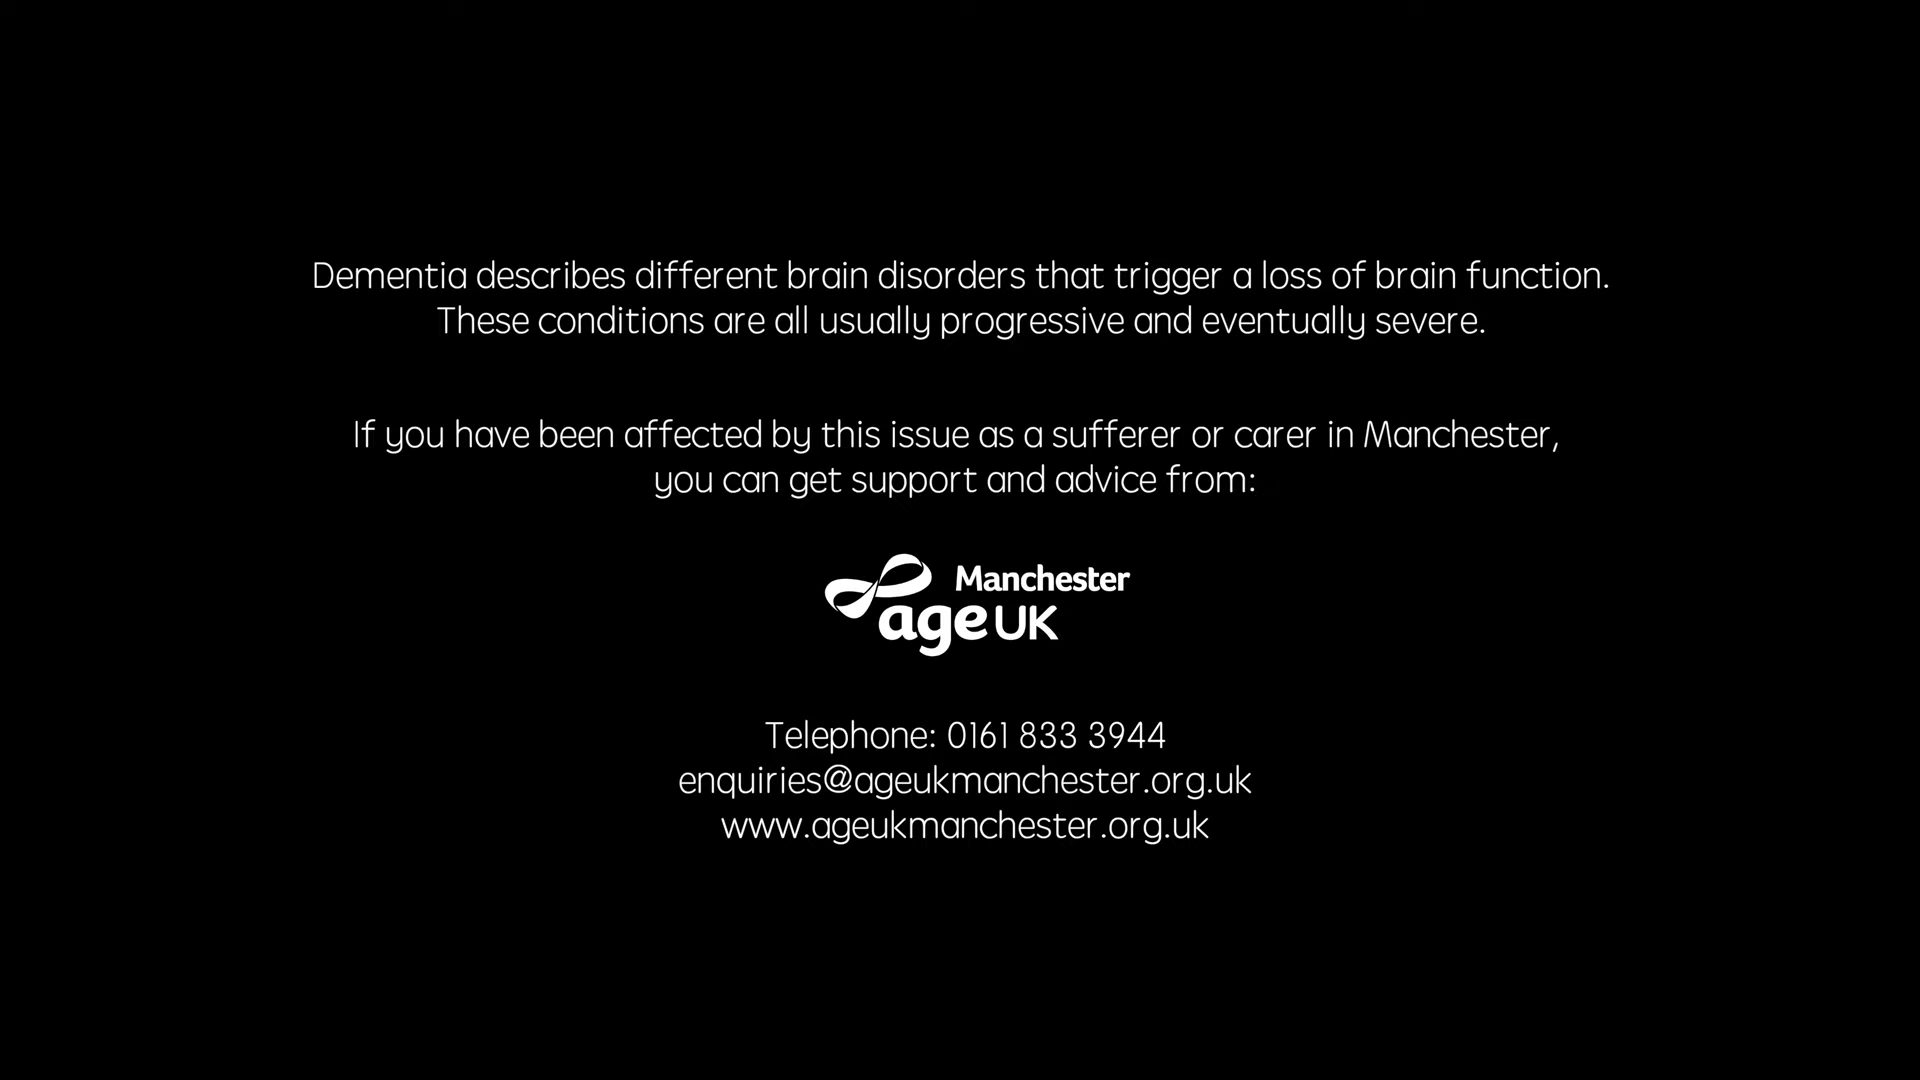 Dementia describes different brain disorders that trigger a loss of brain function.
These conditions are all usually progressive and eventually severe.
If you have been affected by this issue as a sufferer or carer in Manchester,
you can get support and advice from:
Manchester
age UK
Telephone: 0161 833 3944
enquiries@ageukmanchester.org.uk
www.ageukmanchester.org.uk